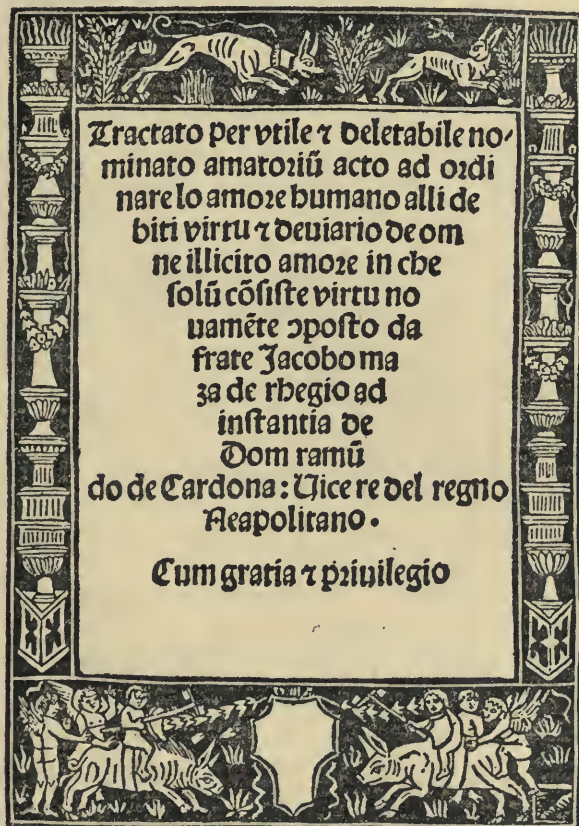 Tractato per vtile ⁊ deletabile no-
minato amatoriū acto ad ordi
nare lo amore humano alli de
biti virtu ⁊ deuiario de om
ne illicito amore in che
solū cōsiste virtu no
uamēte ꝯposto da
frate Jacobo ma
za de rhegio ad
instantia de
Dom ramū
do de Cardona: Vice re del regno
Neapolitano.
Cum gratia ⁊ priuilegio